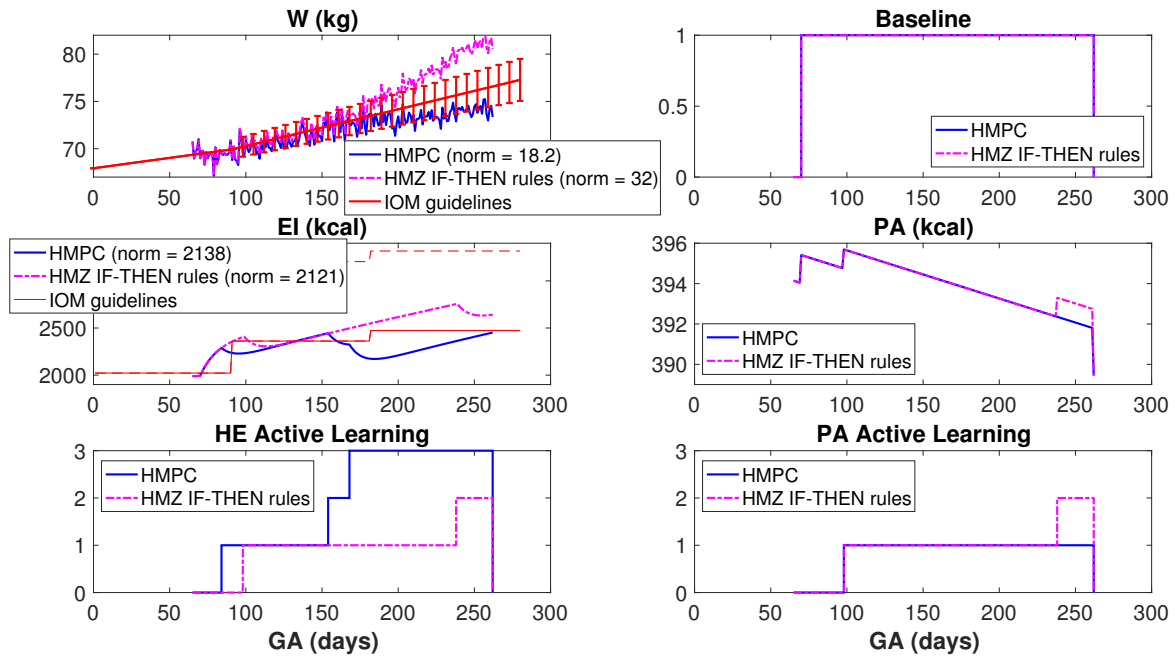 W (kg)
80
75
70
0 50 100 150 200 250 300
HMPC (norm = 18.2)
HMZ IF-THEN rules (norm = 32)
IOM guidelines
Baseline
1
0.5
0
0 50 100 150 200 250 300
HMPC
HMZ IF-THEN rules
EI (kcal)
HMPC (norm = 2138)
HMZ IF-THEN rules (norm = 2121)
IOM guidelines
2500
2000
0 50 100 150 200 250 300
PA (kcal)
396
394
392
390
0 50 100 150 200 250 300
HMPC
HMZ IF-THEN rules
HE Active Learning
3
2
1
0
0 50 100 150 200 250 300
HMPC
HMZ IF-THEN rules
GA (days)
PA Active Learning
3
2
1
0
0 50 100 150 200 250 300
HMPC
HMZ IF-THEN rules
GA (days)